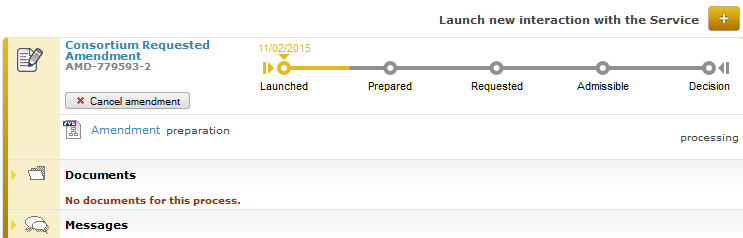 Launch new interaction with the Service
Consortium Requested
Amendment
AMD-779593-2
11/02/2015
Launched Prepared Requested Admissible Decision
Cancel amendment
Amendment preparation
processing
Documents
No documents for this process.
Messages